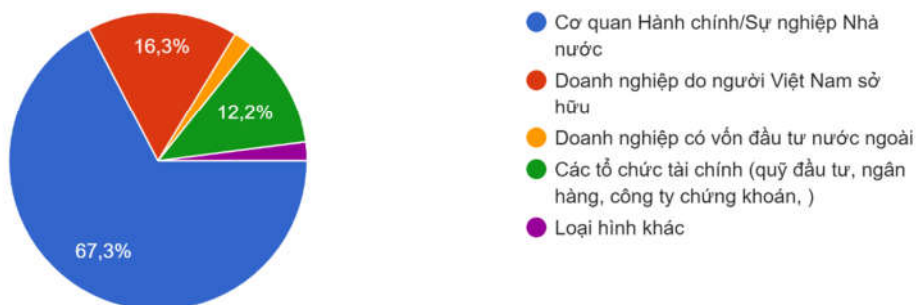 16,3%
12,2%
67,3%
Cơ quan Hành chính/Sự nghiệp Nhà
nước
Doanh nghiệp do người Việt Nam sở
hữu
Doanh nghiệp có vốn đầu tư nước ngoài
Các tổ chức tài chính (quỹ đầu tư, ngân
hàng, công ty chứng khoán, )
Loại hình khác